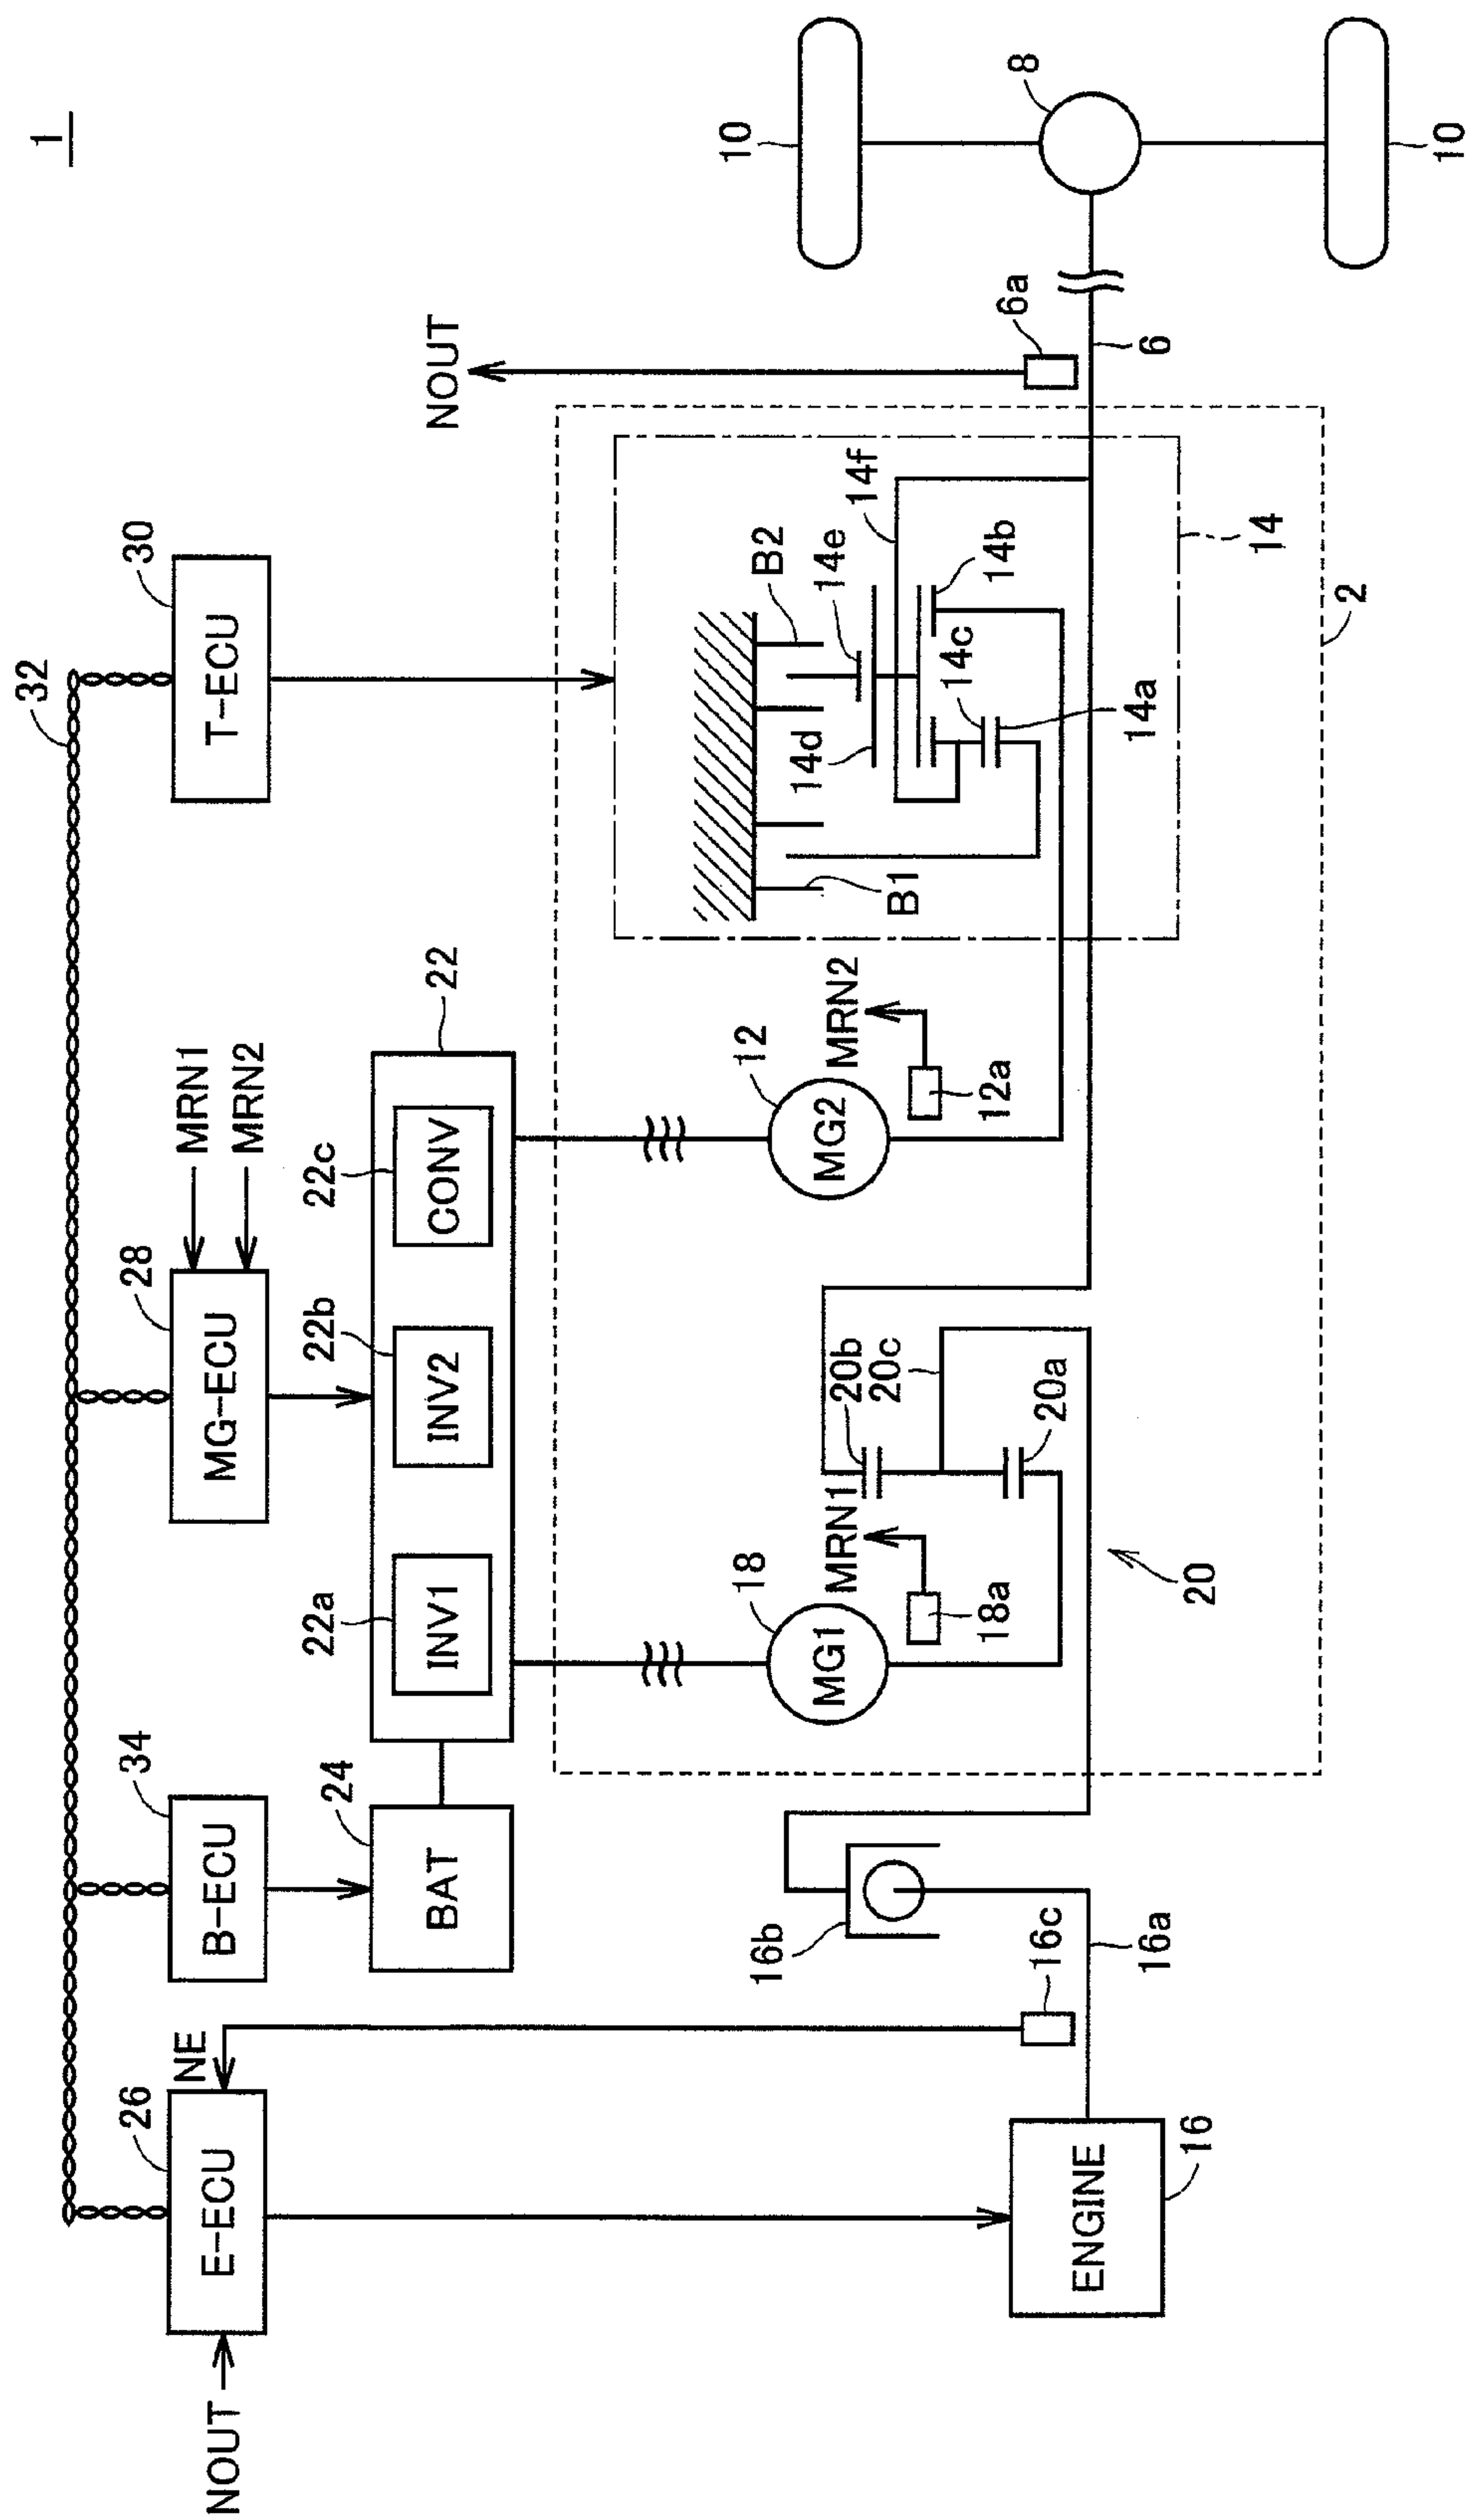 1
32
NOUT
26
E-ECU
NE
34
B-ECU
28
MG-ECU
MRN1
MRN2
30
T-ECU
NOUT
24
BAT
22a
INV1
22b
INV2
22c
CONV
22
18
MG1
MRN1
18a
20b
20c
20a
20
12
MG2
MRN2
12a
B1
B2
14d
14e
14f
14c
14b
14a
14
2
16b
16c
16a
ENGINE
16
6a
6
8
10
10